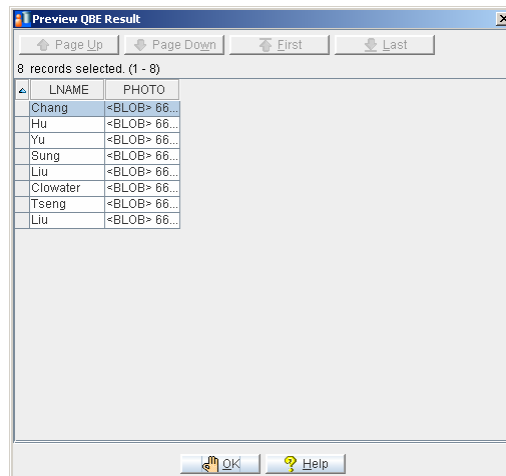 Preview QBE Result
Page Up Page Down First Last
8 records selected. (1 - 8)
LNAME PHOTO
Chang <BLOB> 66...
Hu <BLOB> 66...
Yu <BLOB> 66...
Sung <BLOB> 66...
Liu <BLOB> 66...
Clowater <BLOB> 66...
Tseng <BLOB> 66...
Liu <BLOB> 66...
OK Help